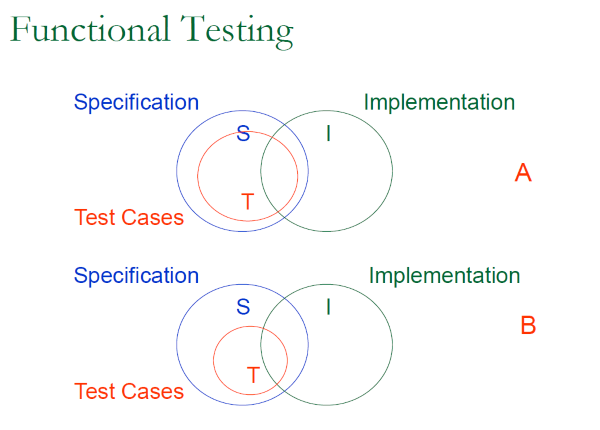 Functional Testing
Specification
Implementation
S
I
A
T
Test Cases
Specification
Implementation
S
I
B
T
Test Cases